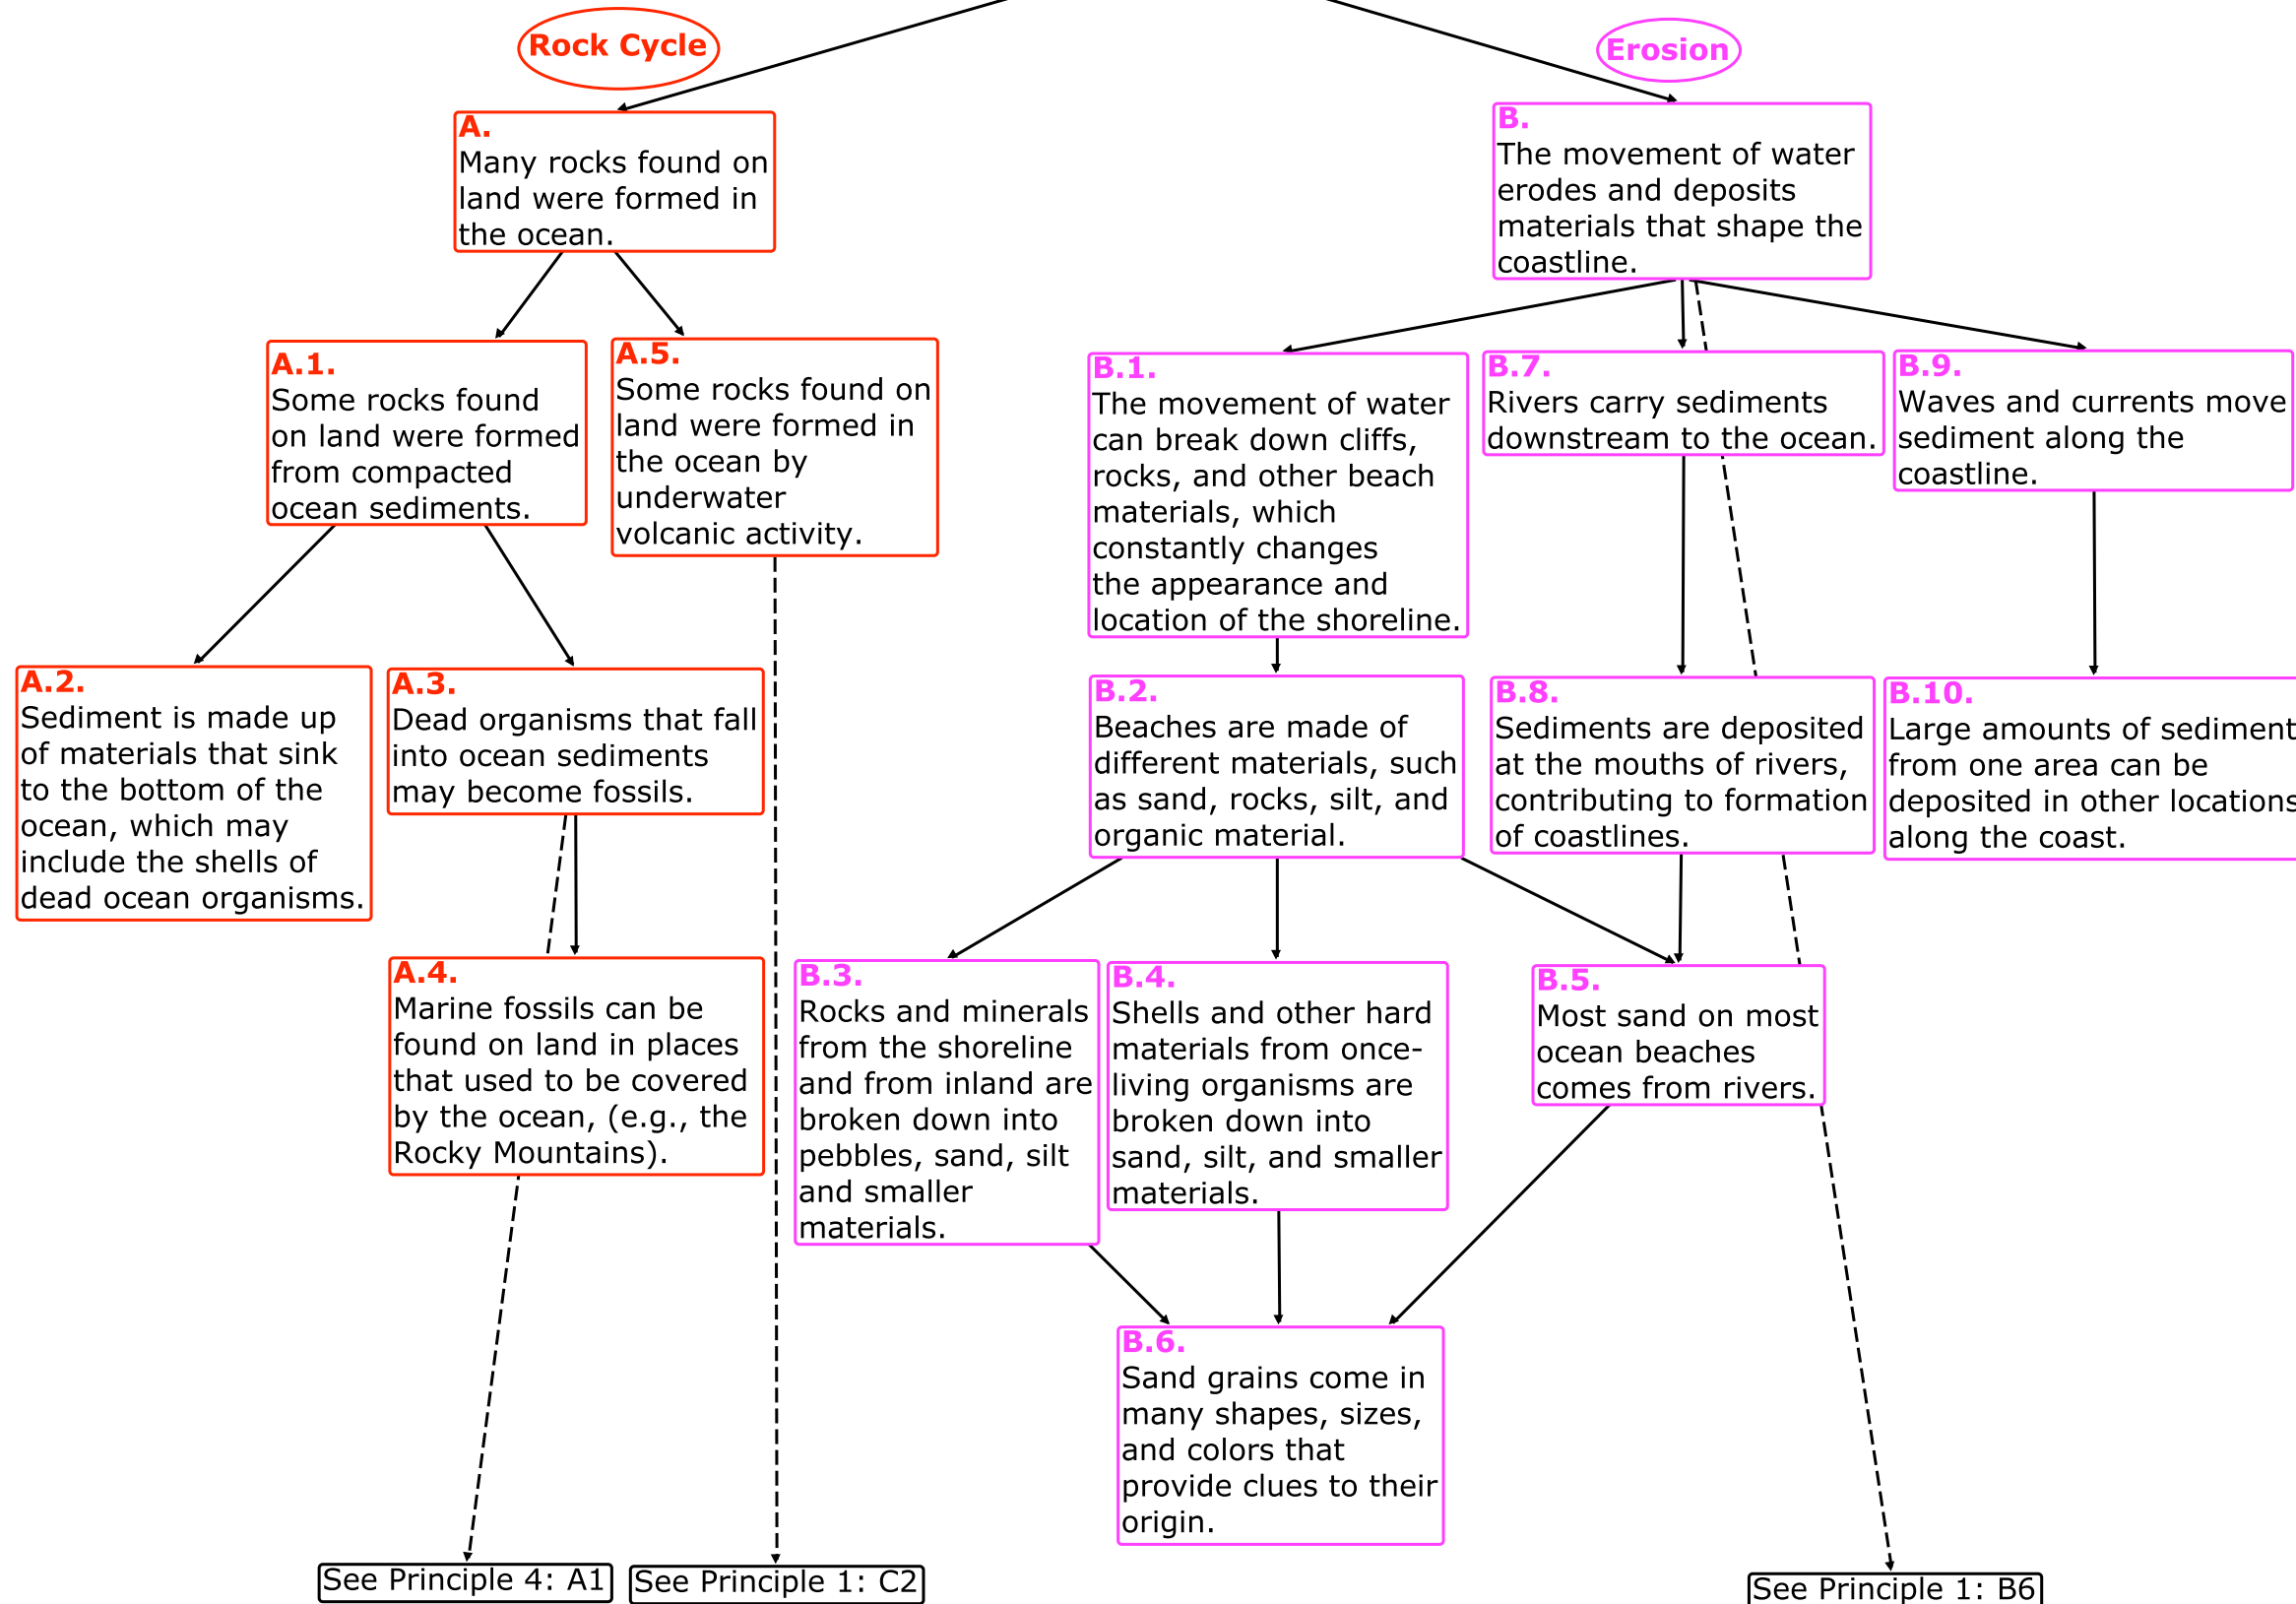 Rock Cycle
Erosion
A.
Many rocks found on
land were formed in
the ocean.
B.
The movement of water
erodes and deposits
materials that shape the
coastline.
A.1.
Some rocks found
on land were formed
from compacted
ocean sediments.
A.5.
Some rocks found on
land were formed in
the ocean by
underwater
volcanic activity.
B.1.
The movement of water
can break down cliffs,
rocks, and other beach
materials, which
constantly changes
the appearance and
location of the shoreline.
B.7.
Rivers carry sediments
downstream to the ocean.
B.9.
Waves and currents move
sediment along the
coastline.
A.2.
Sediment is made up
of materials that sink
to the bottom of the
ocean, which may
include the shells of
dead ocean organisms.
A.3.
Dead organisms that fall
into ocean sediments
may become fossils.
B.2.
Beaches are made of
different materials, such
as sand, rocks, silt, and
organic material.
B.8.
Sediments are deposited
at the mouths of rivers,
contributing to formation
of coastlines.
B.10.
Large amounts of sediment
from one area can be
deposited in other locations
along the coast.
A.4.
Marine fossils can be
found on land in places
that used to be covered
by the ocean, (e.g., the
Rocky Mountains).
B.3.
Rocks and minerals
from the shoreline
and from inland are
broken down into
pebbles, sand, silt
and smaller
materials.
B.4.
Shells and other hard
materials from once-
living organisms are
broken down into
sand, silt, and smaller
materials.
B.5.
Most sand on most
ocean beaches
comes from rivers.
B.6.
Sand grains come in
many shapes, sizes,
and colors that
provide clues to their
origin.
See Principle 4: A1
See Principle 1: C2
See Principle 1: B6